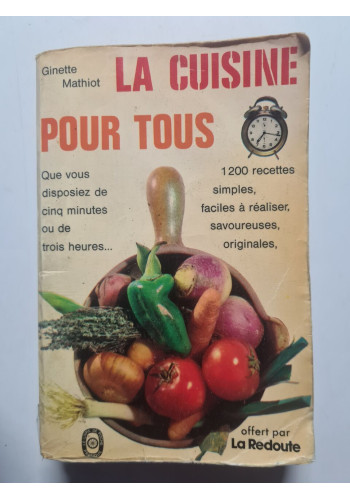 Ginette
Mathiot
LA CUISINE
POUR TOUS
Que vous
disposiez de
cinq minutes
ou de
trois heures...
1200 recettes
simples,
faciles à réaliser,
savoureuses,
originales,
offert par
La Redoute